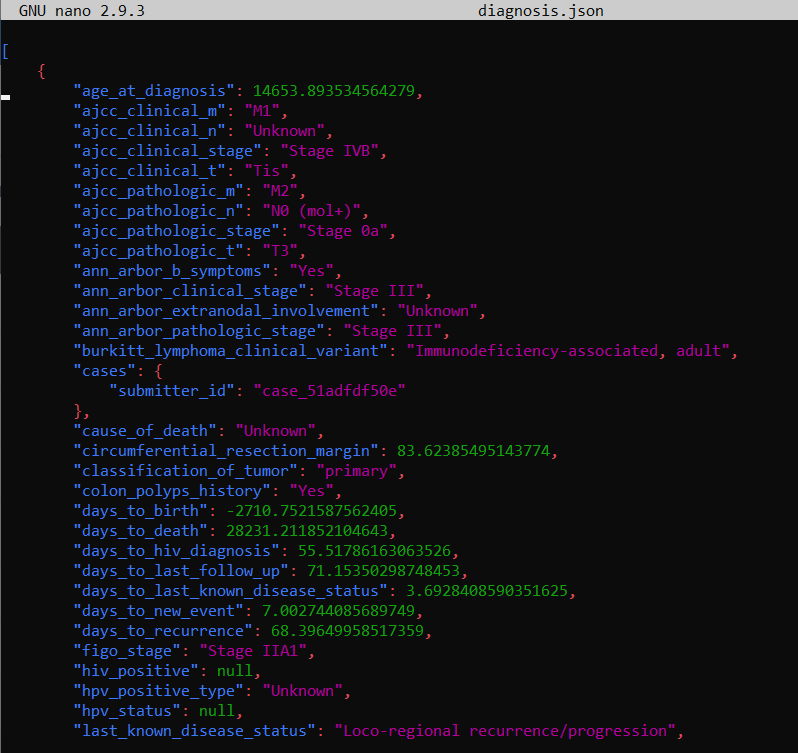 GNU nano 2.9.3 diagnosis.json
[
    {
        "age_at_diagnosis": 14653.893534564279,
        "ajcc_clinical_m": "M1",
        "ajcc_clinical_n": "Unknown",
        "ajcc_clinical_stage": "Stage IVB",
        "ajcc_clinical_t": "Tis",
        "ajcc_pathologic_m": "M2",
        "ajcc_pathologic_n": "N0 (mol+)",
        "ajcc_pathologic_stage": "Stage 0a",
        "ajcc_pathologic_t": "T3",
        "ann_arbor_b_symptoms": "Yes",
        "ann_arbor_clinical_stage": "Stage III",
        "ann_arbor_extranodal_involvement": "Unknown",
        "ann_arbor_pathologic_stage": "Stage III",
        "burkitt_lymphoma_clinical_variant": "Immunodeficiency-associated, adult",
        "cases": {
            "submitter_id": "case_51adfdf50e"
        },
        "cause_of_death": "Unknown",
        "circumferential_resection_margin": 83.62385495143774,
        "classification_of_tumor": "primary",
        "colon_polyps_history": "Yes",
        "days_to_birth": -2710.7521587562405,
        "days_to_death": 28231.211852104643,
        "days_to_hiv_diagnosis": 55.51786163063526,
        "days_to_last_follow_up": 71.15350298748453,
        "days_to_last_known_disease_status": 3.6928408590351625,
        "days_to_new_event": 7.002744085689749,
        "days_to_recurrence": 68.39649958517359,
        "figo_stage": "Stage IIA1",
        "hiv_positive": null,
        "hpv_positive_type": "Unknown",
        "hpv_status": null,
        "last_known_disease_status": "Loco-regional recurrence/progression",